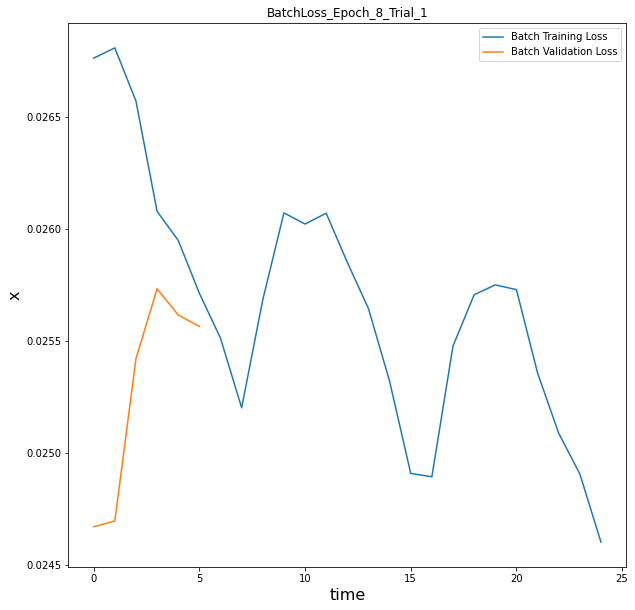 BatchLoss_Epoch_8_Trial_1
Batch Training Loss
Batch Validation Loss
0.0265
0.0260
0.0255
0.0250
0.0245
x
0
5
10
15
20
25
time